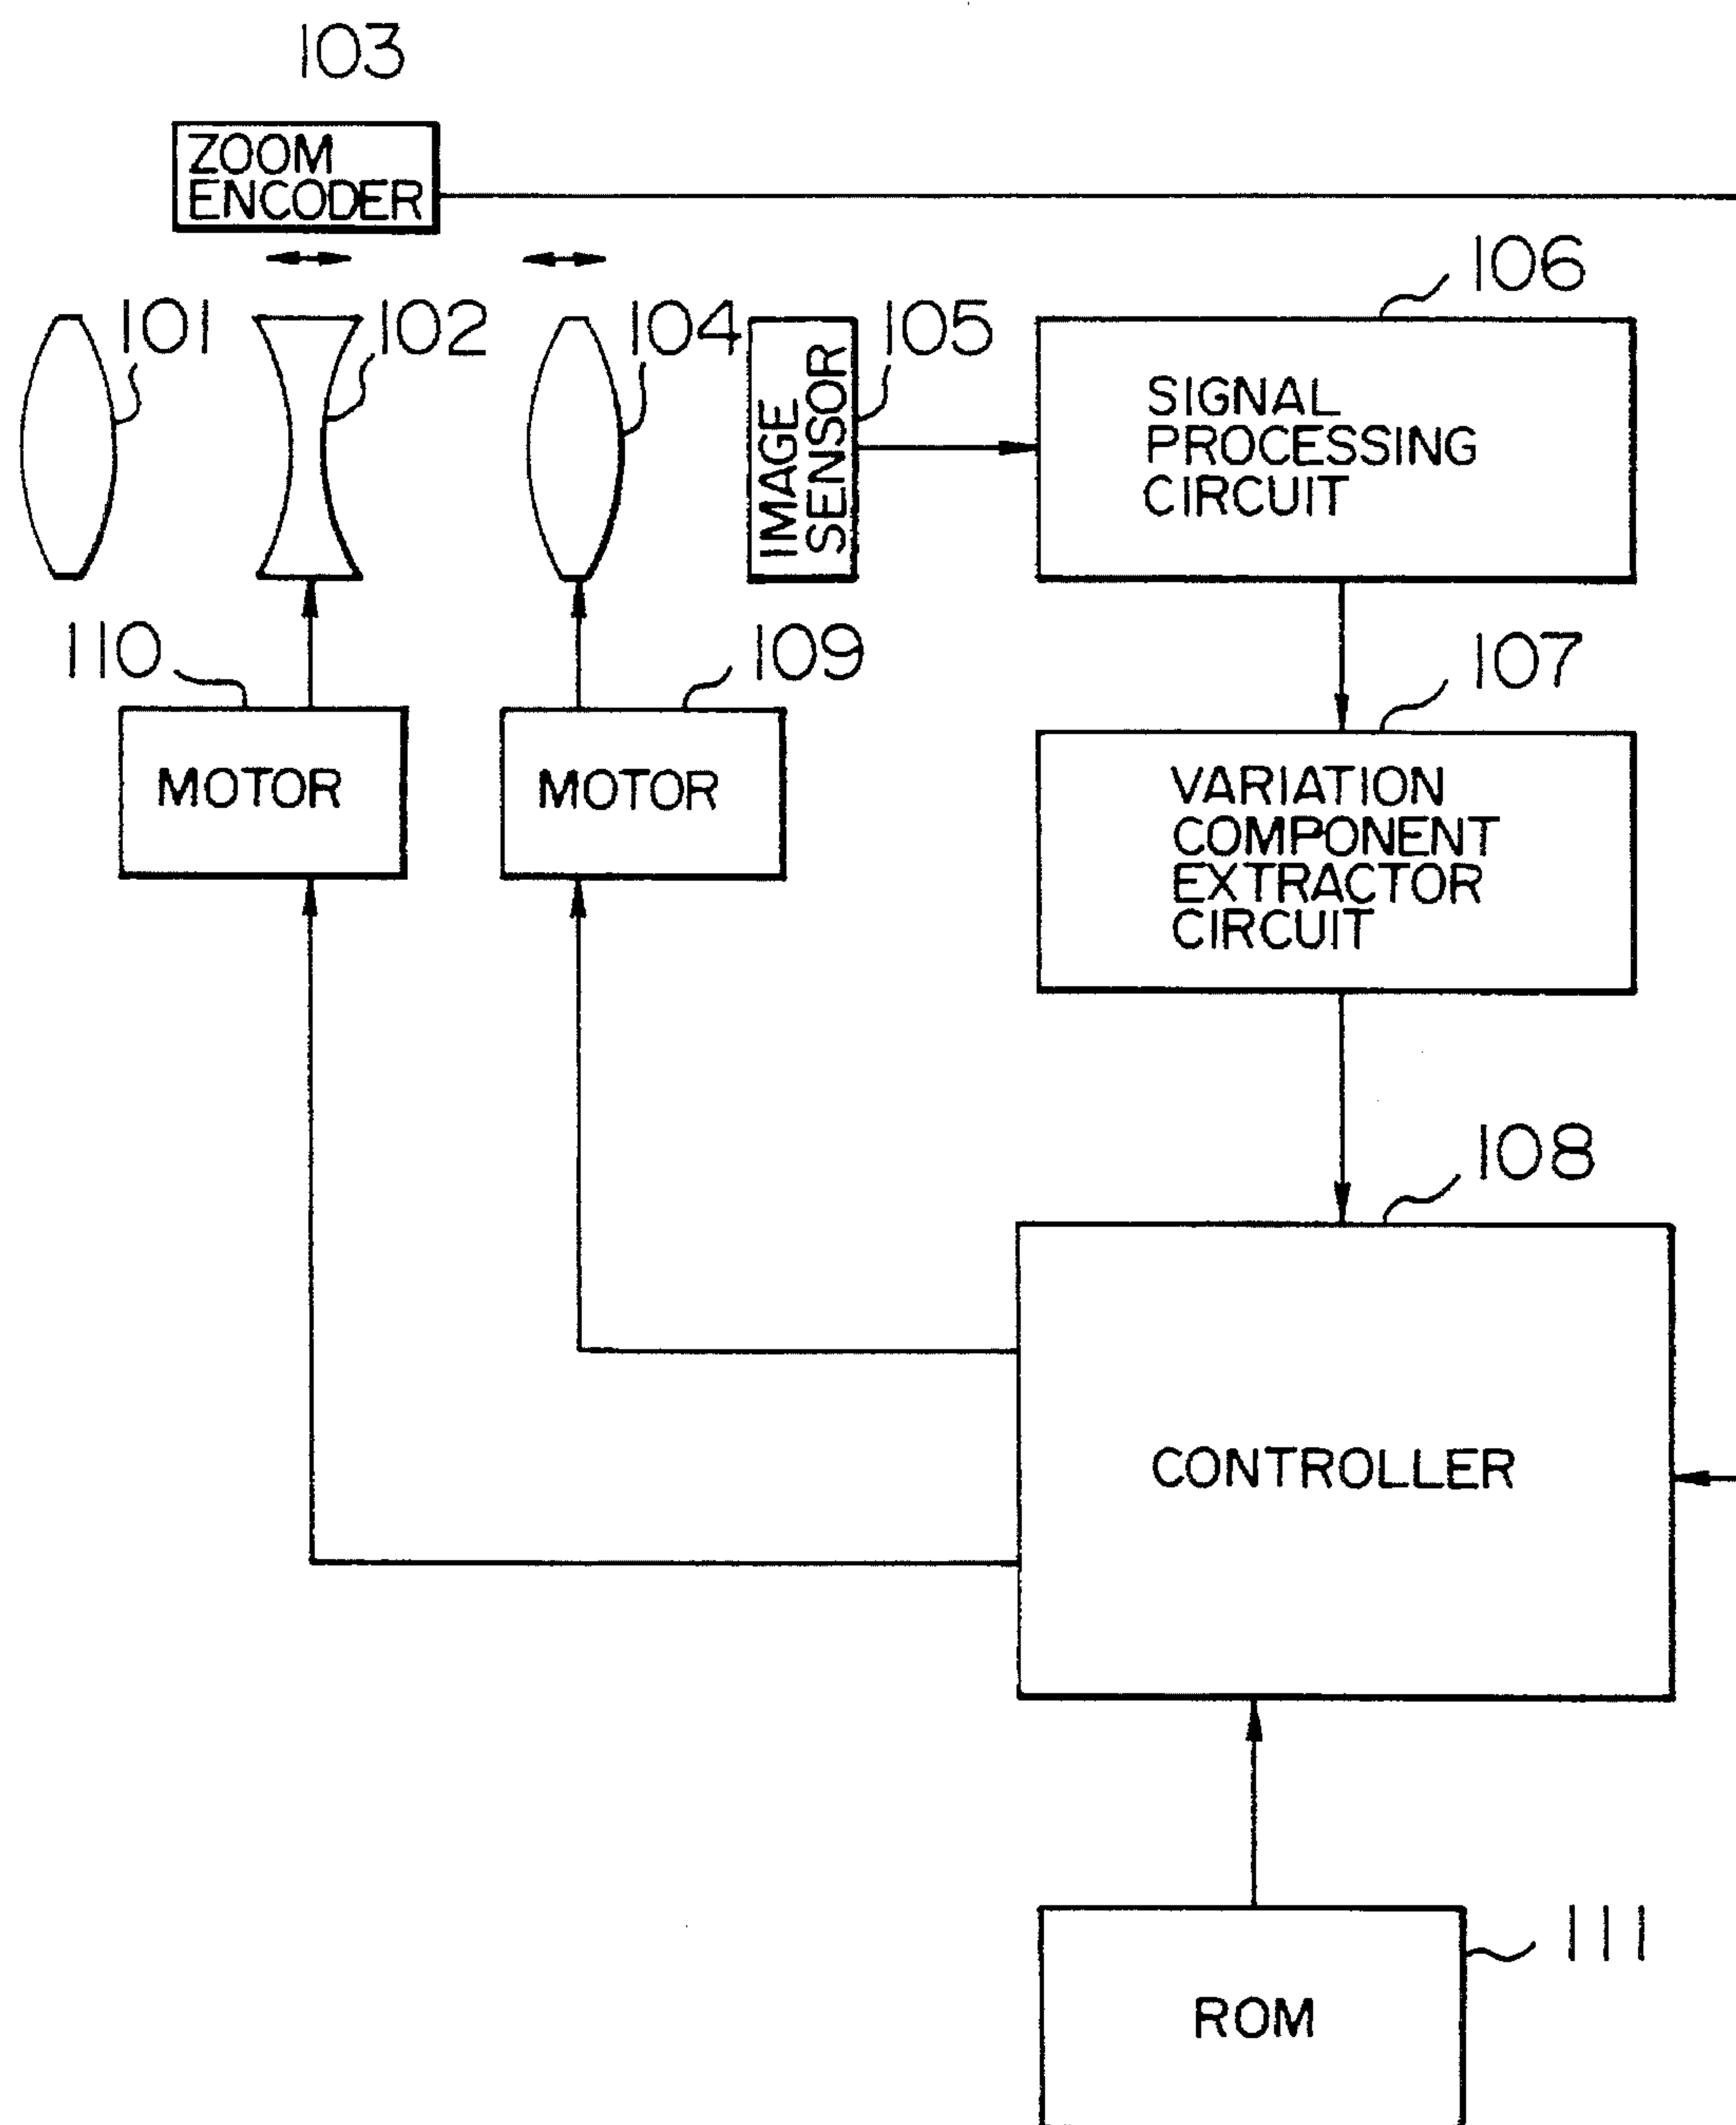 103
ZOOM
ENCODER
106
101
102
104
105
IMAGE
SENSOR
SIGNAL
PROCESSING
CIRCUIT
110
109
107
MOTOR
MOTOR
VARIATION
COMPONENT
EXTRACTOR
CIRCUIT
108
CONTROLLER
111
ROM